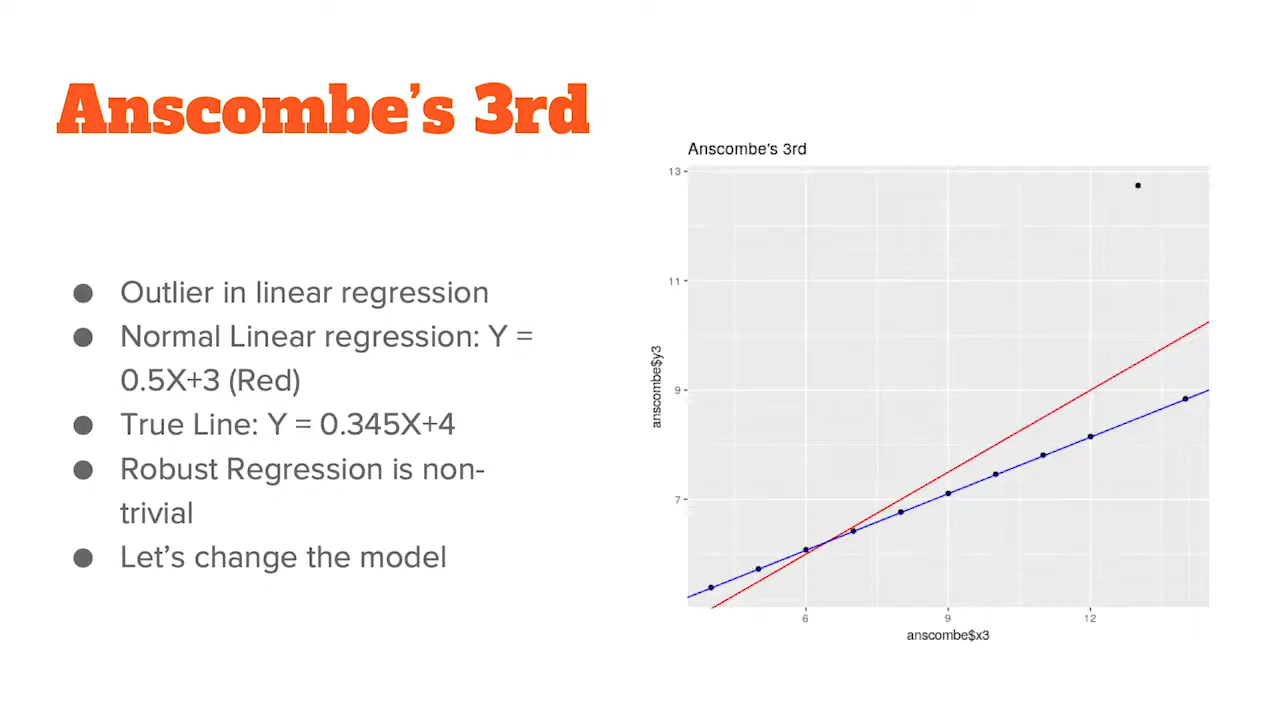 Anscombe’s 3rd
● Outlier in linear regression
● Normal Linear regression: Y =
0.5X+3 (Red)
● True Line: Y = 0.345X+4
● Robust Regression is non-
trivial
● Let’s change the model
Anscombe's 3rd
13
11
9
7
anscombe$y3
6
9
12
anscombe$x3